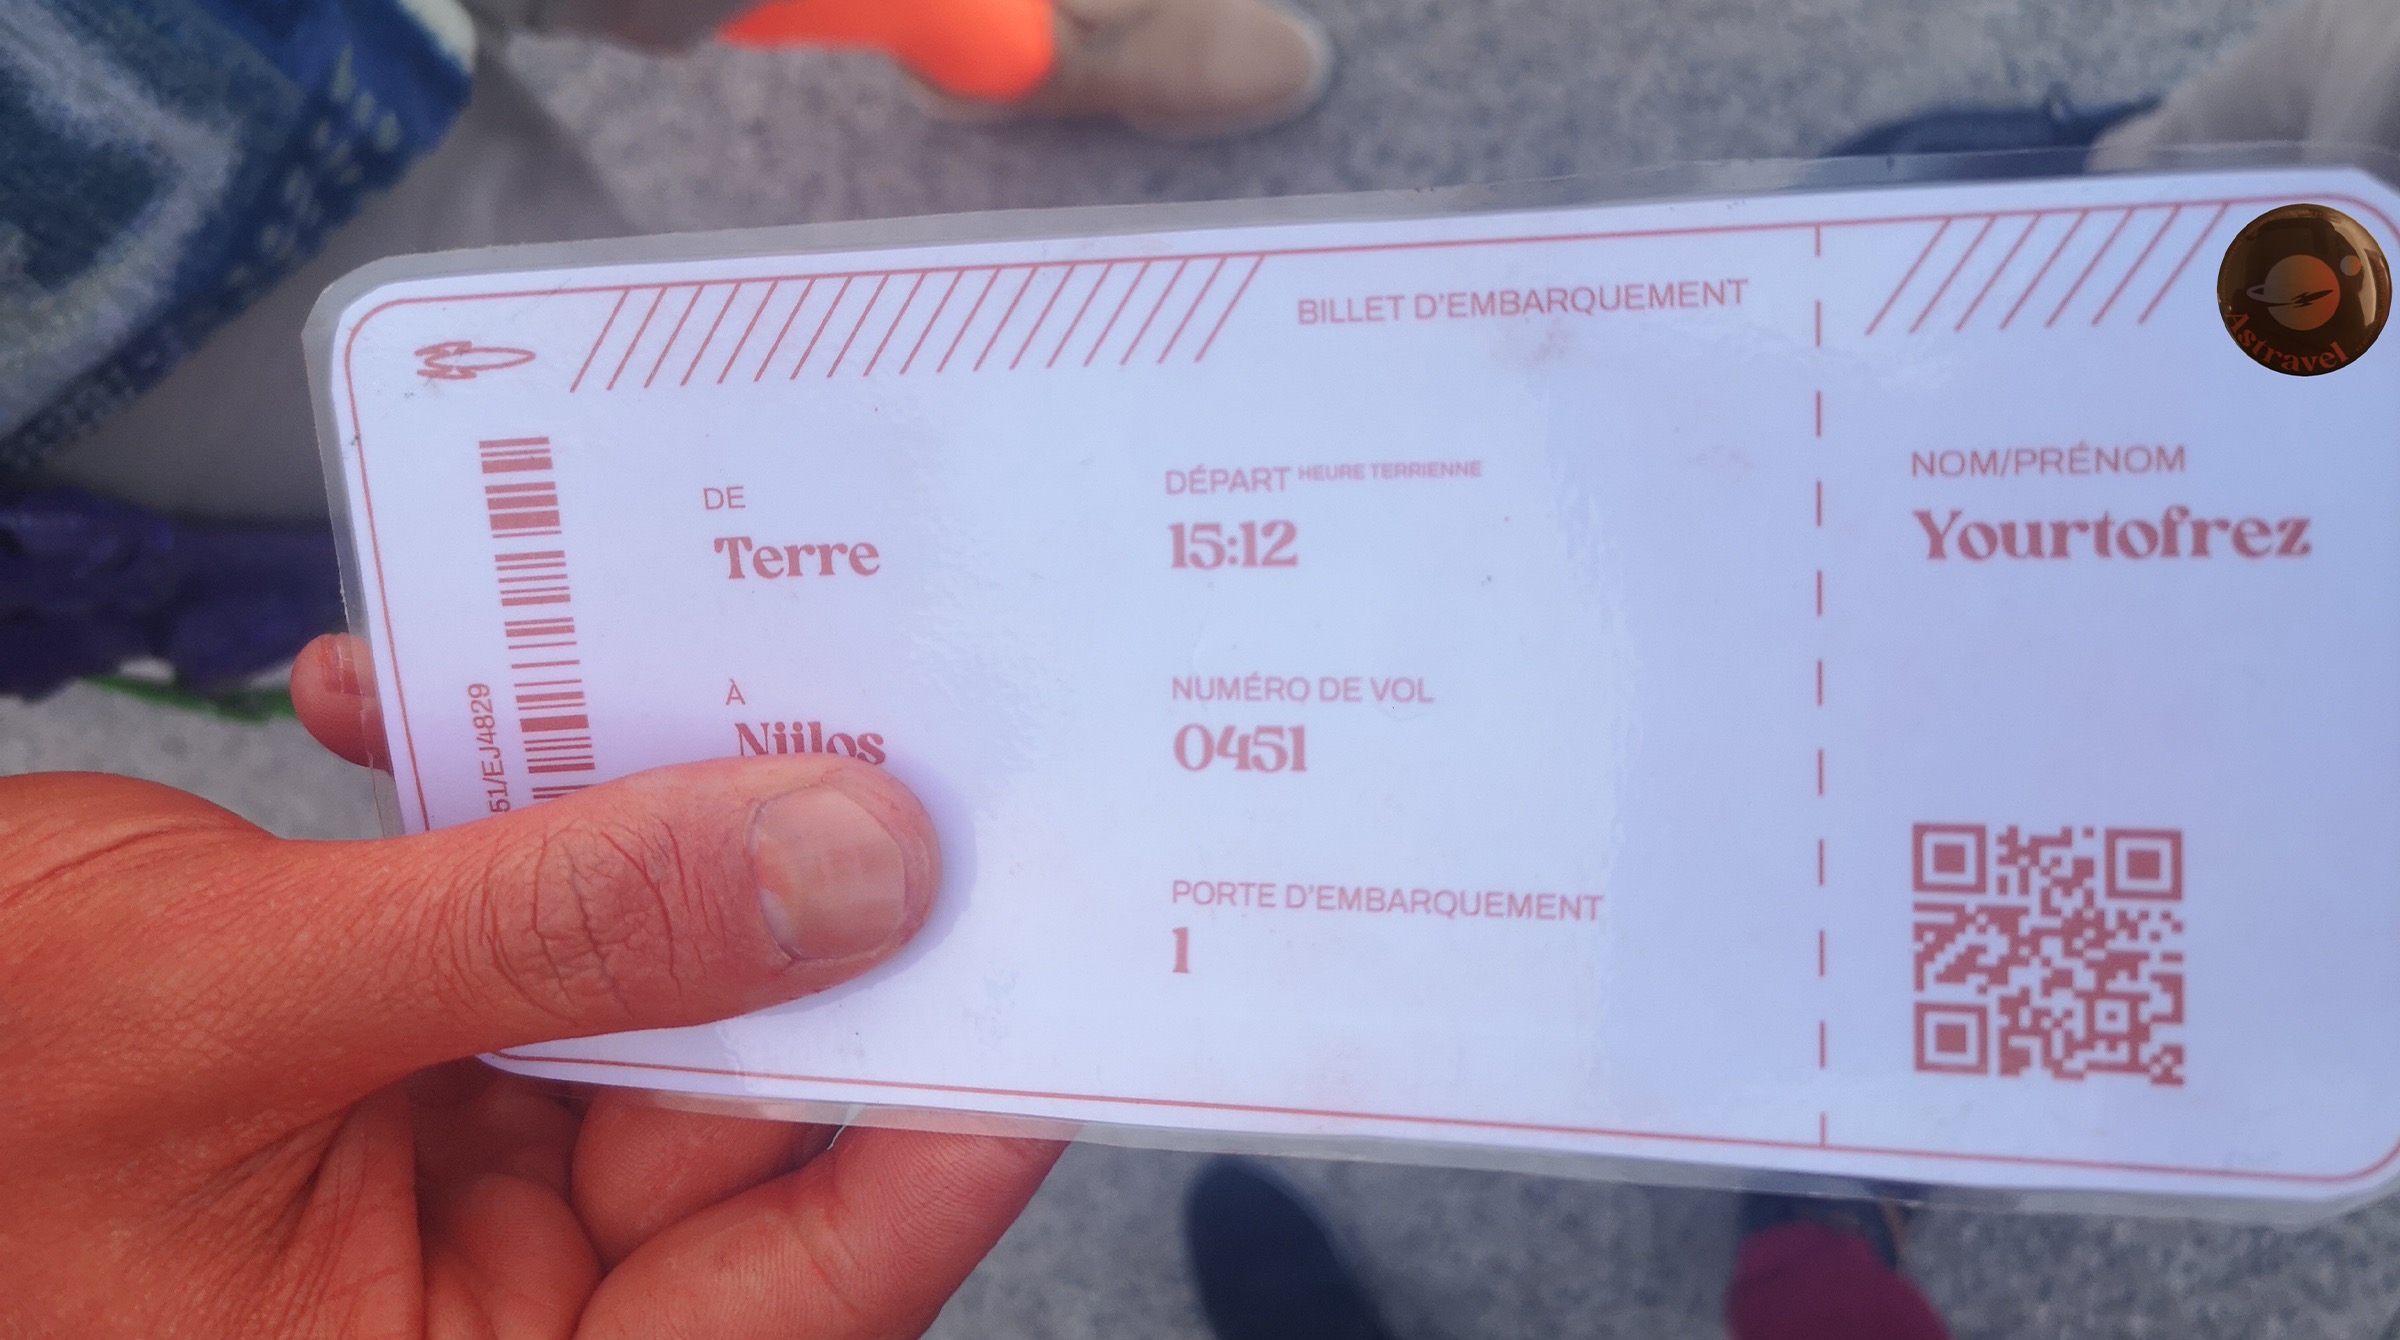 BILLET D'EMBARQUEMENT
Astravel
DE
Terre
À
Niilos
DÉPART HEURE TERRIENNE
15:12
NUMÉRO DE VOL
0451
PORTE D'EMBARQUEMENT
1
NOM/PRÉNOM
Yourtofrez
51/EJ4829